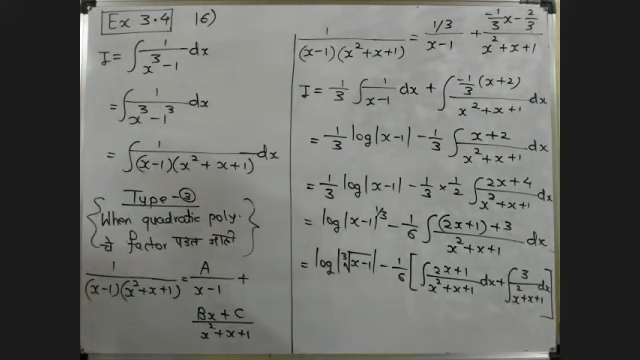 Ex 3.4 16)
I = ∫ 1/(x³-1) dx
= ∫ 1/(x³-1³) dx
= ∫ 1/((x-1)(x²+x+1)) dx
Type-③
{ When quadratic poly.
चे factor पडत नाही }
1/((x-1)(x²+x+1)) = A/(x-1) +
(Bx+C)/(x²+x+1)
1/((x-1)(x²+x+1)) = (1/3)/(x-1) + (-1/3 x - 2/3)/(x²+x+1)
I = 1/3 ∫ 1/(x-1) dx + ∫ (-1/3 (x+2))/(x²+x+1) dx
= 1/3 log|x-1| - 1/3 ∫ (x+2)/(x²+x+1) dx
= 1/3 log|x-1| - 1/3 × 1/2 ∫ (2x+4)/(x²+x+1) dx
= log|x-1|^(1/3) - 1/6 ∫ ((2x+1)+3)/(x²+x+1) dx
= log|∛(x-1)| - 1/6 [ ∫ (2x+1)/(x²+x+1) dx + ∫ 3/(x²+x+1) dx ]